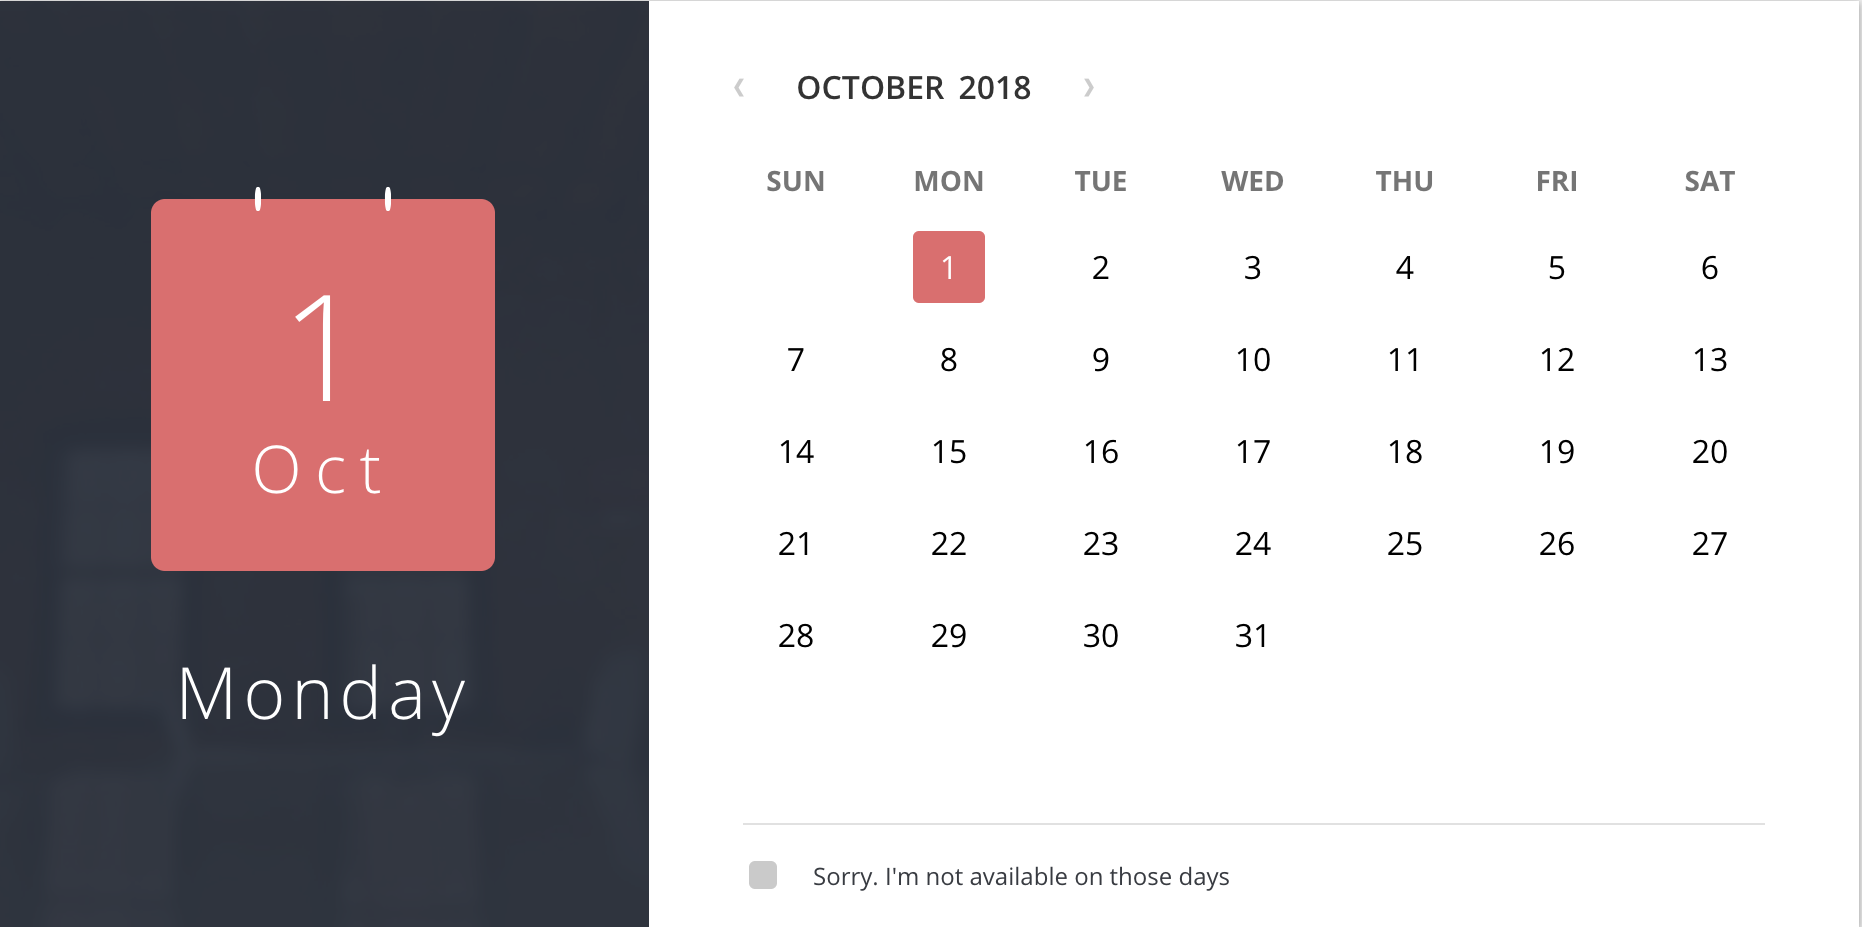 1
Oct
Monday
‹ OCTOBER 2018 ›
SUN MON TUE WED THU FRI SAT
1 2 3 4 5 6
7 8 9 10 11 12 13
14 15 16 17 18 19 20
21 22 23 24 25 26 27
28 29 30 31
Sorry. I'm not available on those days